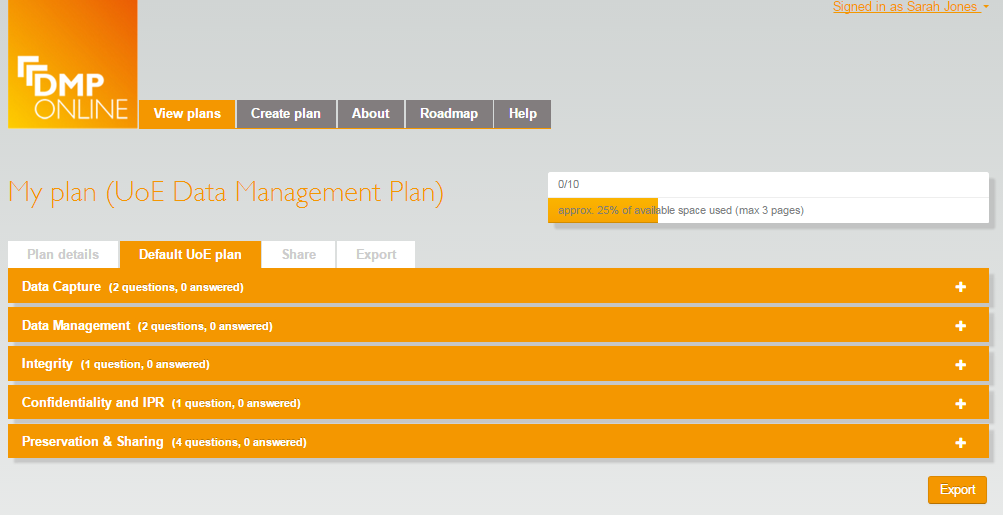 Signed in as Sarah Jones
DMP
ONLINE
View plans Create plan About Roadmap Help
My plan (UoE Data Management Plan)
0/10
approx. 25% of available space used (max 3 pages)
Plan details Default UoE plan Share Export
Data Capture (2 questions, 0 answered)
Data Management (2 questions, 0 answered)
Integrity (1 question, 0 answered)
Confidentiality and IPR (1 question, 0 answered)
Preservation & Sharing (4 questions, 0 answered)
Export